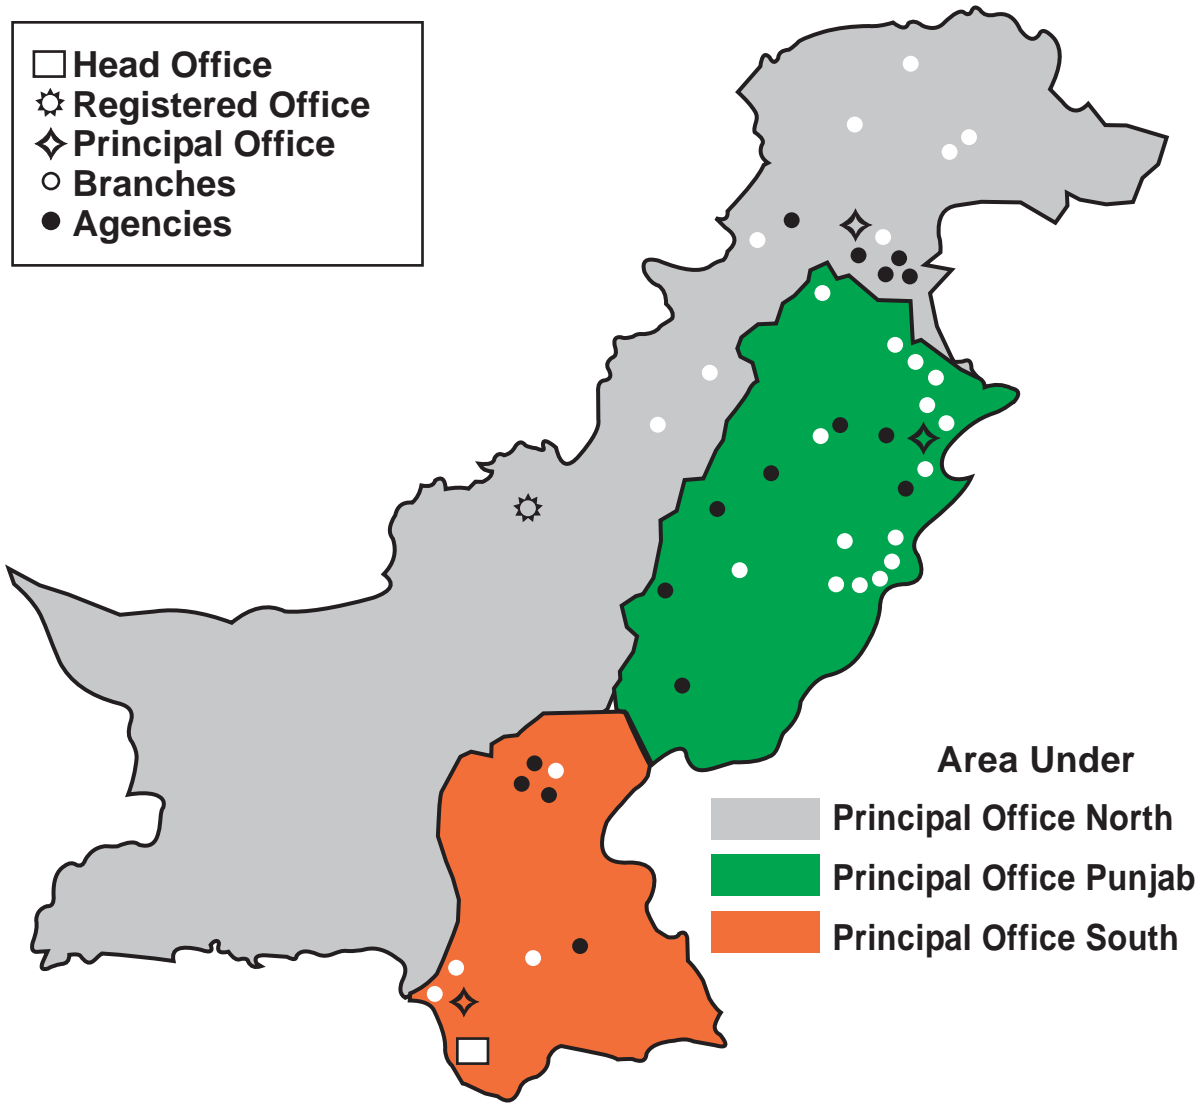 Head Office
Registered Office
Principal Office
Branches
Agencies
Area Under
Principal Office North
Principal Office Punjab
Principal Office South